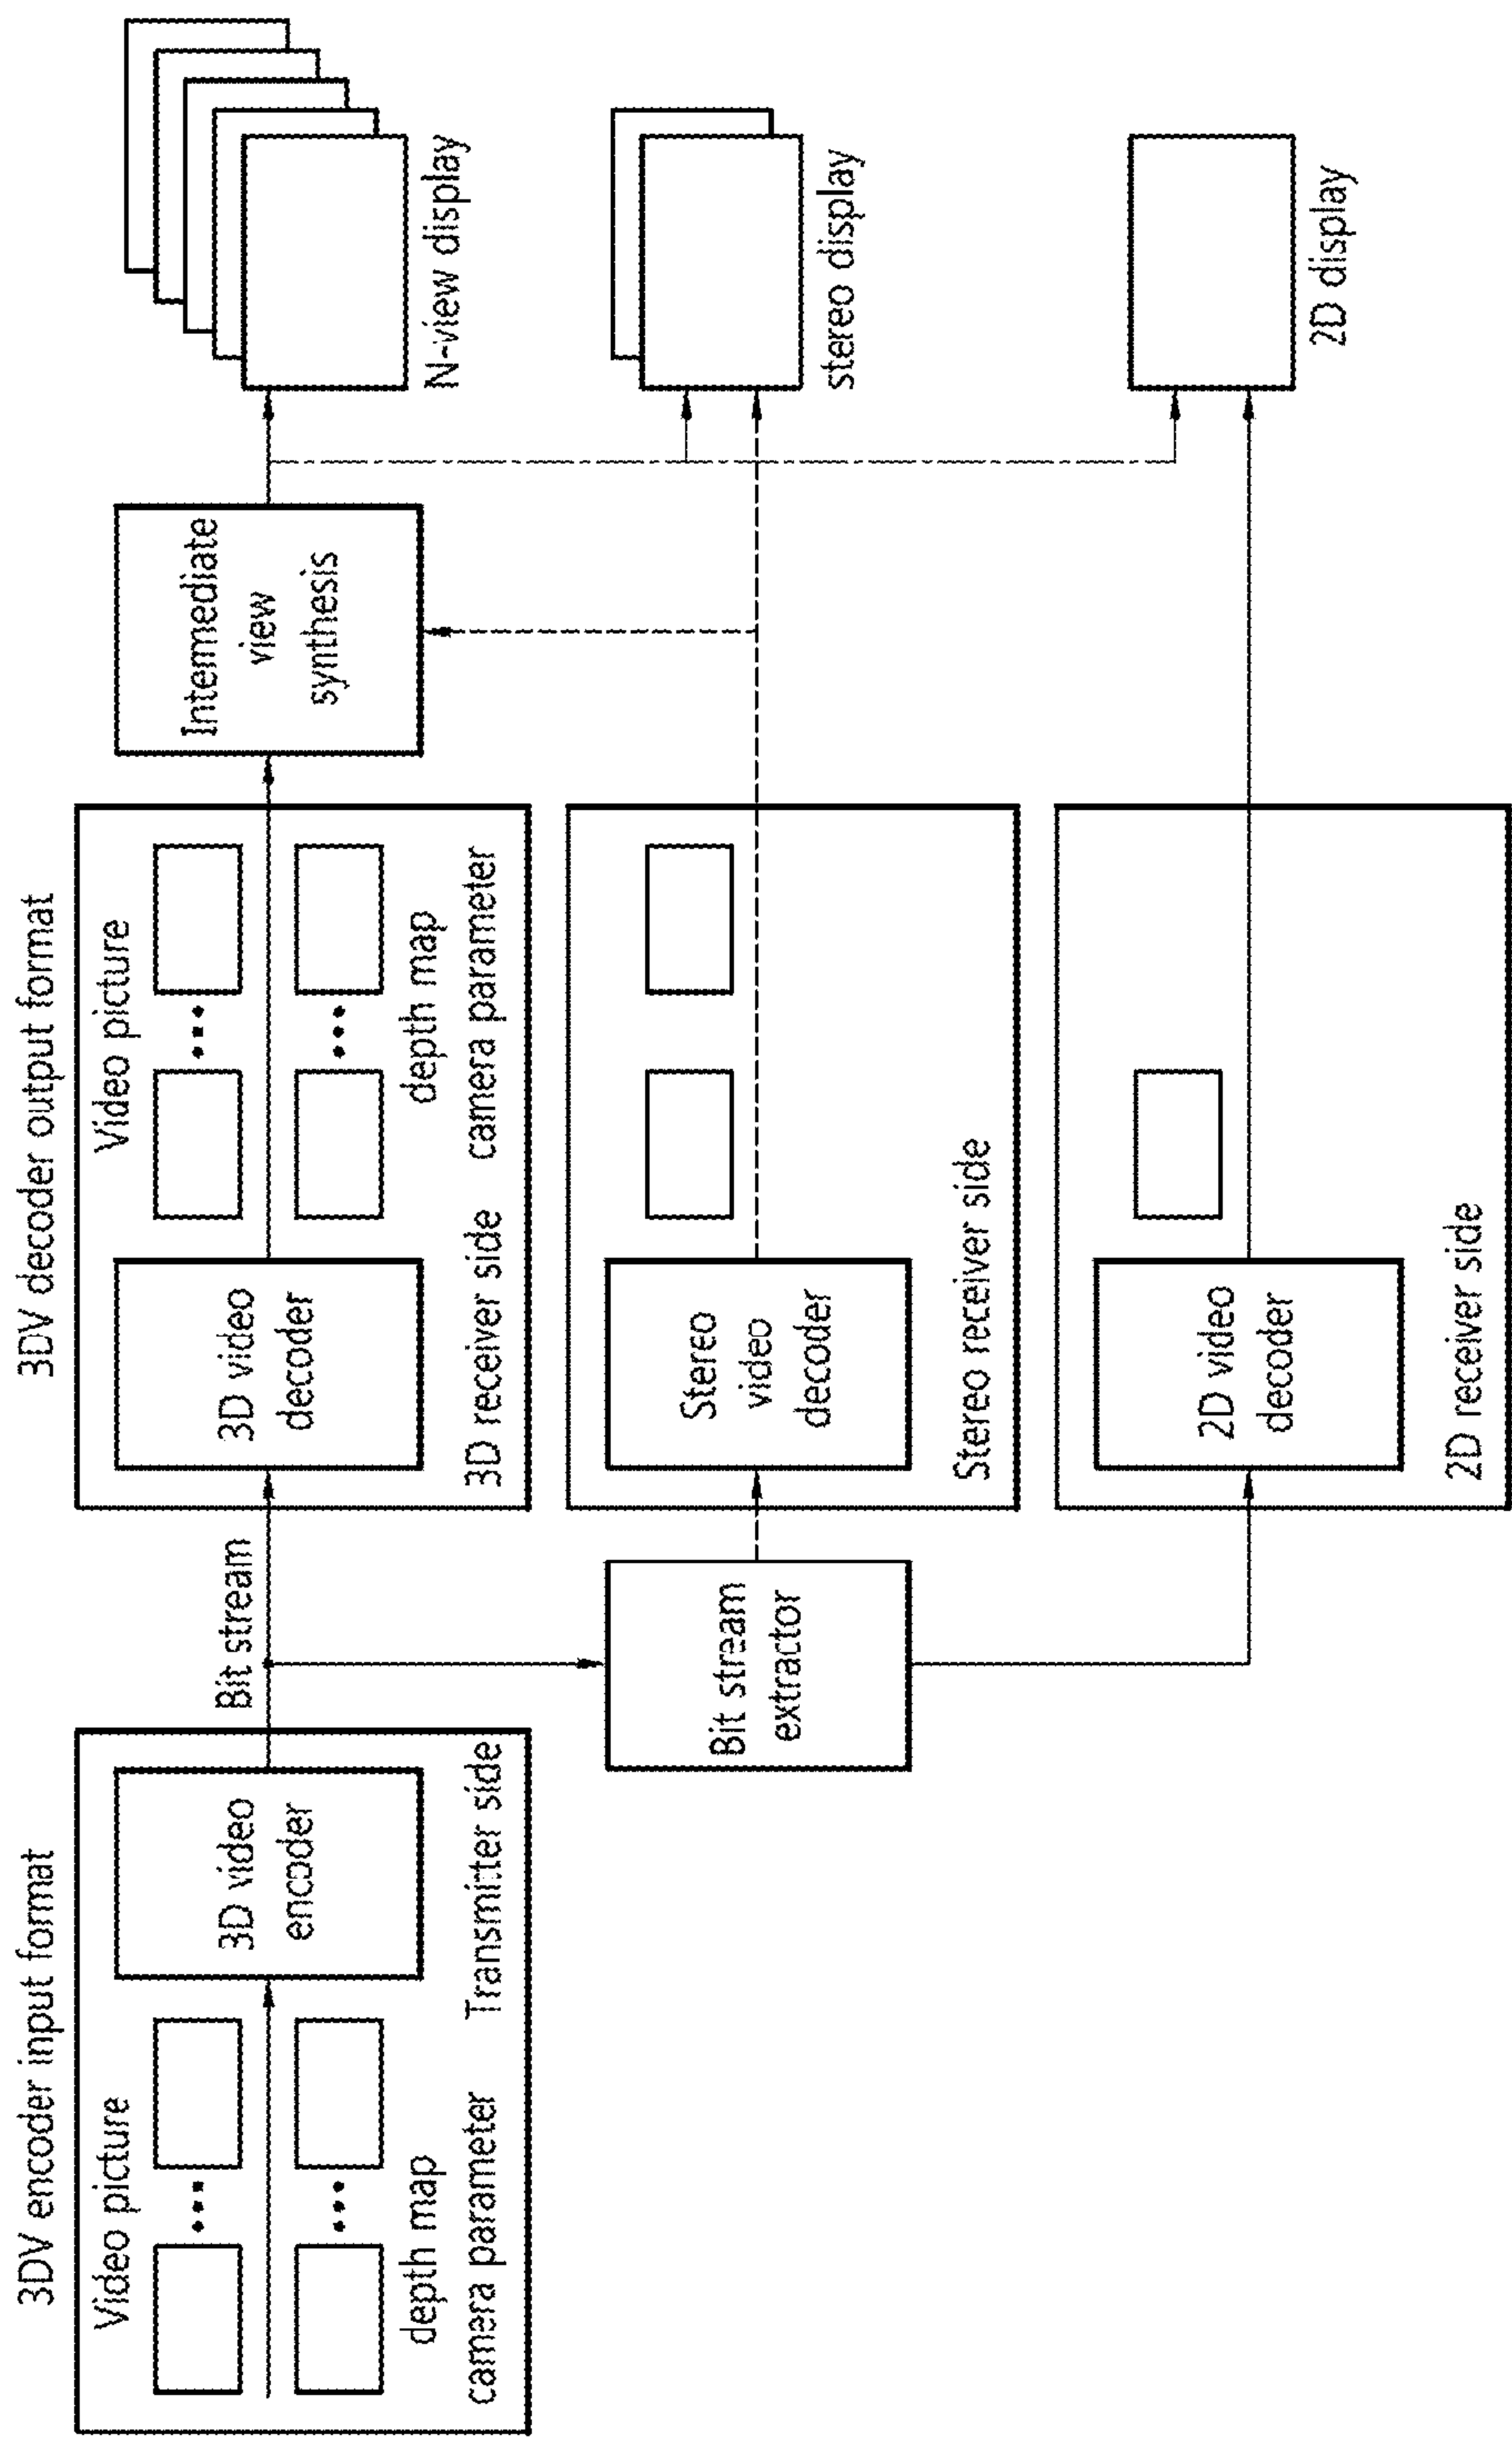 3DV encoder input format
Video picture
depth map
camera parameter
3D video
encoder
Transmitter side
Bit stream
Bit stream
extractor
3DV decoder output format
3D video
decoder
Video picture
depth map
3D receiver side
camera parameter
Stereo
video
decoder
Stereo receiver side
2D video
decoder
2D receiver side
Intemediate
view
synthesis
N-view display
stereo display
2D display